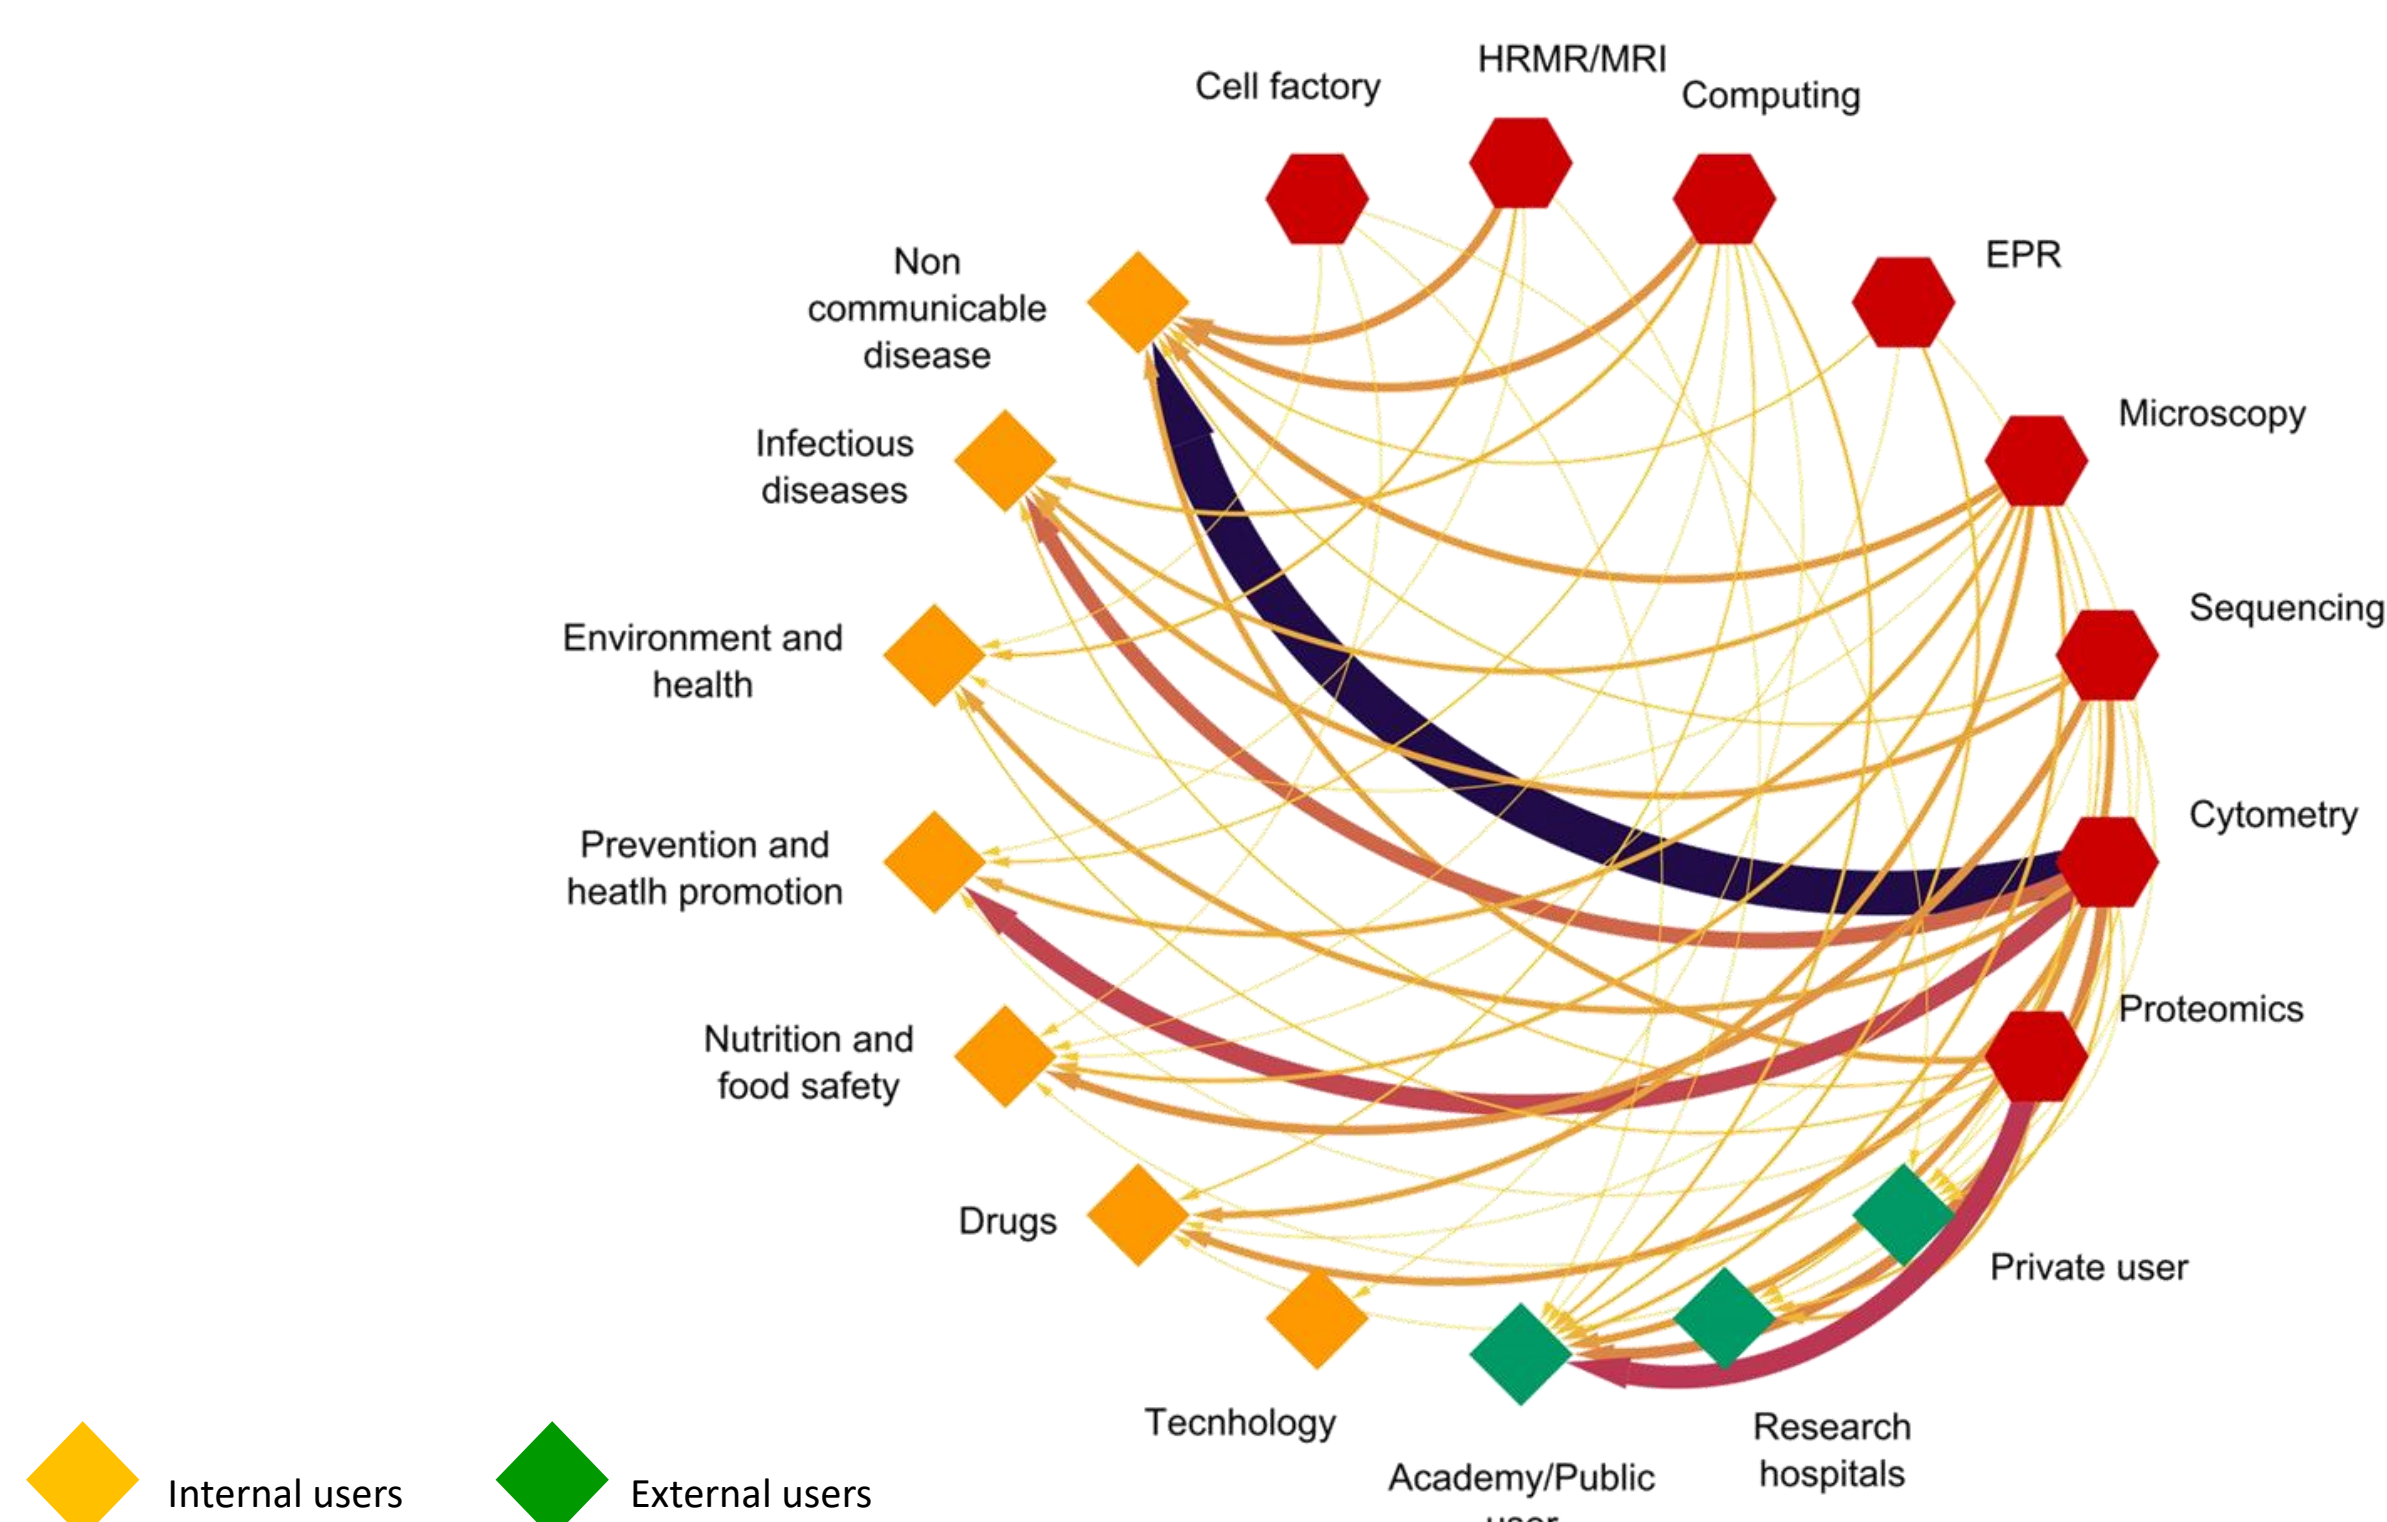 HRMR/MRI
Cell factory
Computing
EPR
Non
communicable
disease
Microscopy
Infectious
diseases
Sequencing
Environment and
health
Cytometry
Prevention and
heatlh promotion
Proteomics
Nutrition and
food safety
Drugs
Private user
Tecnhology
Research
hospitals
Academy/Public
user
Internal users
External users